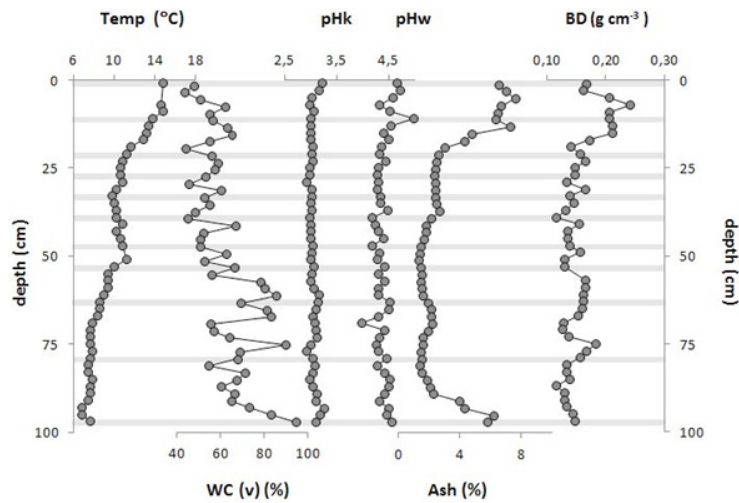 Temp (°C) pHk pHw BD (g cm⁻³)
6 10 14 18 2,5 3,5 4,5 0,10 0,20 0,30
0 0
25 25
50 50
75 75
100 100
depth (cm)
depth (cm)
40 60 80 100 0 4 8
WC (v) (%) Ash (%)